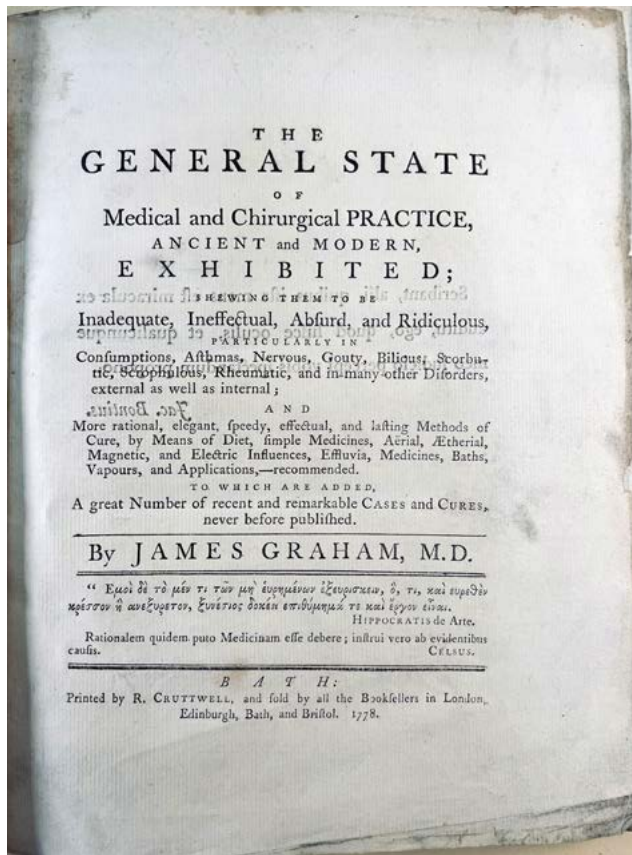 THE
GENERAL STATE
OF
Medical and Chirurgical PRACTICE,
ANCIENT and MODERN,
EXHIBITED;
SHEWING THEM TO BE
Inadequate, Ineffectual, Abſurd, and Ridiculous,
PARTICULARLY IN
Conſumptions, Aſthmas, Nervous, Gouty, Bilious, Scorbu-
tic, Scrophulous, Rheumatic, and in many other Diſorders,
external as well as internal;
AND
More rational, elegant, ſpeedy, effectual, and laſting Methods of
Cure, by Means of Diet, ſimple Medicines, Aërial, Ætherial,
Magnetic, and Electric Influences, Effluvia, Medicines, Baths,
Vapours, and Applications,—recommended.
TO WHICH ARE ADDED,
A great Number of recent and remarkable CASES and CURES,
never before publiſhed.
By JAMES GRAHAM, M.D.
“ Εμοὶ δὲ τὸ μέν τι τῶν μὴ ἑυρημένων ἐξευρισκειν, ὅ, τι, καὶ ευρεθὲν
κρέσσον ἢ ανεξυρετον, ξυνέσιος δοκέει επιθύμημά τε καὶ ἔργον εἶναι.
HIPPOCRATIS de Arte.
Rationalem quidem puto Medicinam eſſe debere; inſtrui vero ab evidentibus
cauſis. CELSUS.
BATH:
Printed by R. CRUTTWELL, and ſold by all the Bookſellers in London,
Edinburgh, Bath, and Briſtol. 1778.